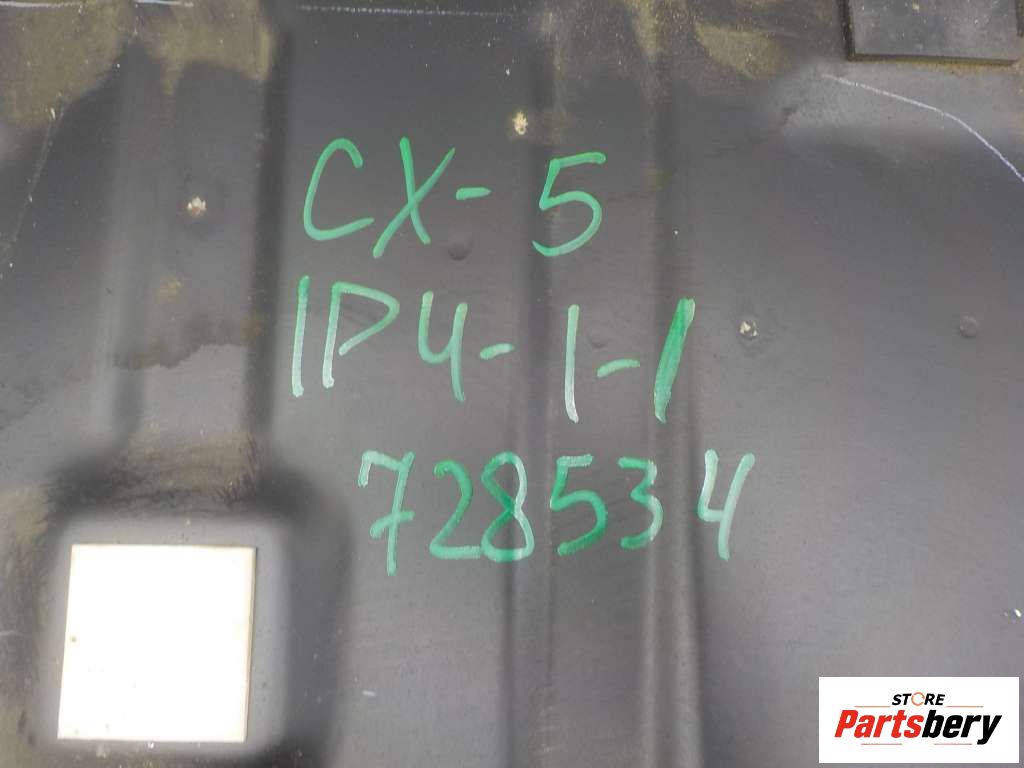 CX-5
1P4-1-1
728534
STORE
Partsbery